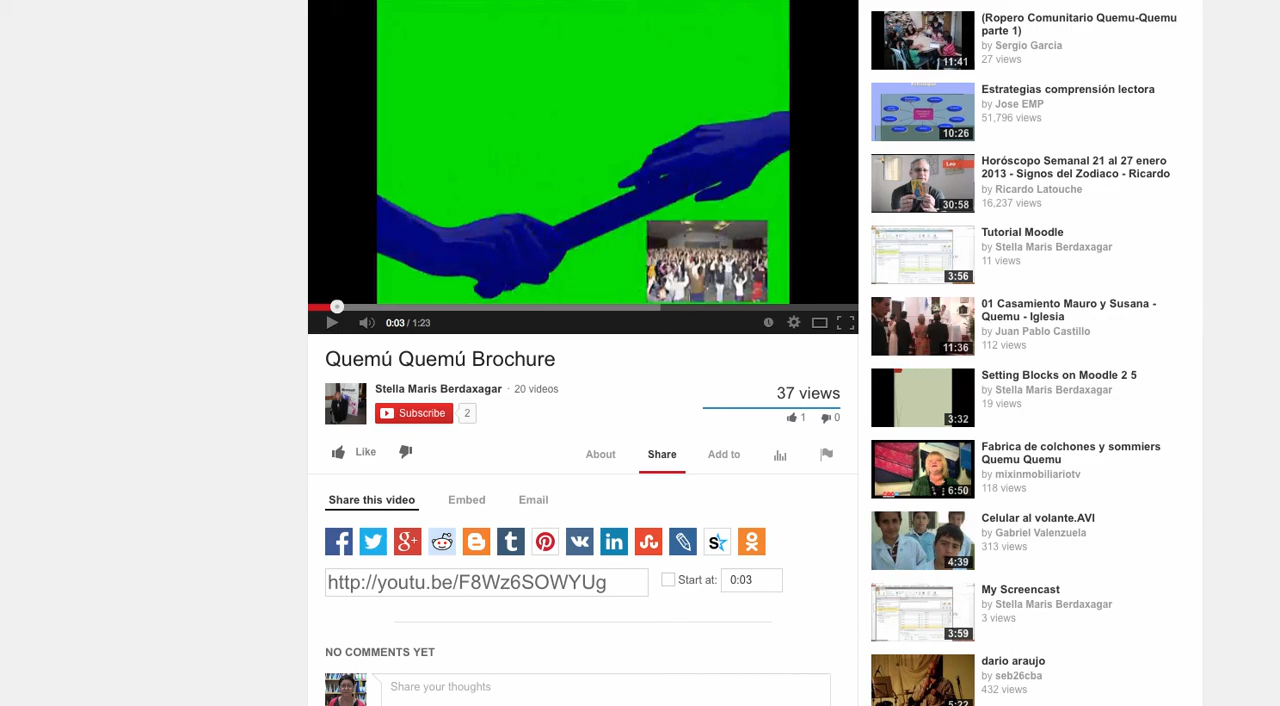 0:03 / 1:23
Quemú Quemú Brochure
Stella Maris Berdaxagar · 20 videos
Subscribe 2
37 views
1 0
Like
About Share Add to
Share this video Embed Email
http://youtu.be/F8Wz6SOWYUg
Start at: 0:03
NO COMMENTS YET
Share your thoughts
(Ropero Comunitario Quemu-Quemu
parte 1)
by Sergio Garcia
27 views
11:41
Estrategias comprensión lectora
by Jose EMP
51,796 views
10:26
Horóscopo Semanal 21 al 27 enero
2013 - Signos del Zodiaco - Ricardo
by Ricardo Latouche
16,237 views
30:58
Tutorial Moodle
by Stella Maris Berdaxagar
11 views
3:56
01 Casamiento Mauro y Susana -
Quemu - Iglesia
by Juan Pablo Castillo
112 views
11:36
Setting Blocks on Moodle 2 5
by Stella Maris Berdaxagar
19 views
3:32
Fabrica de colchones y sommiers
Quemu Quemu
by mixinmobiliariotv
118 views
6:50
Celular al volante.AVI
by Gabriel Valenzuela
313 views
4:39
My Screencast
by Stella Maris Berdaxagar
3 views
3:59
dario araujo
by seb26cba
432 views
5:22